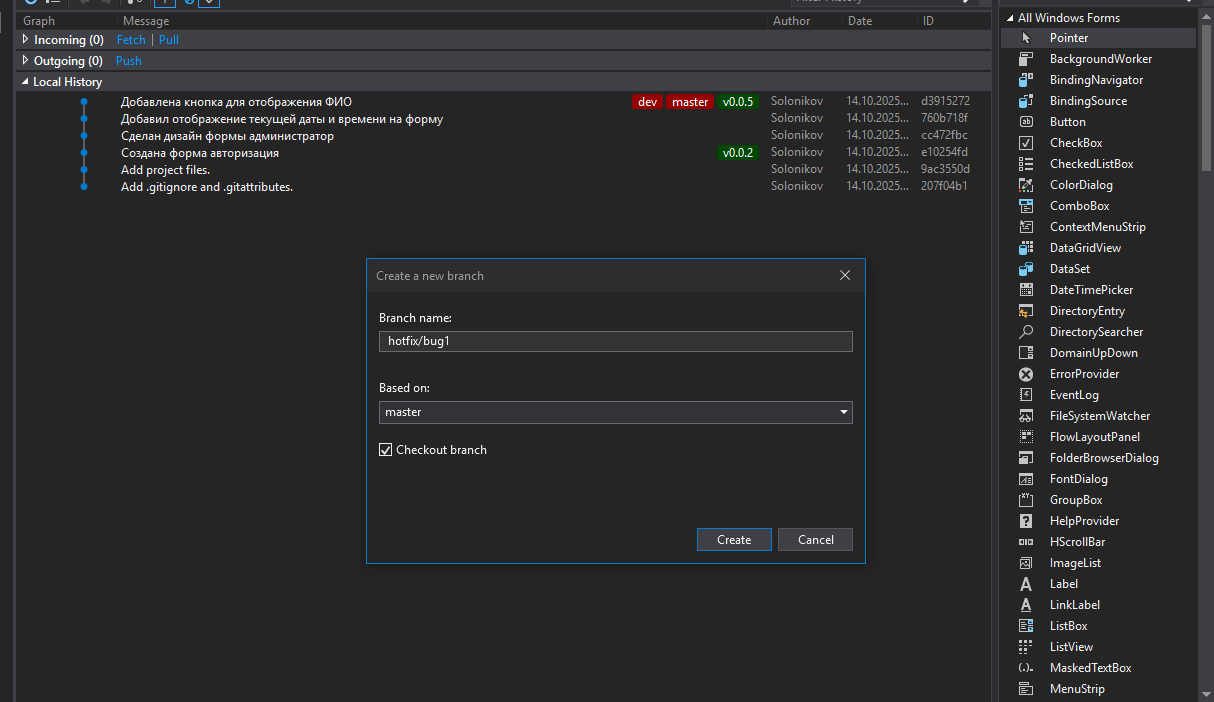 Graph Message Author Date ID
Incoming (0) Fetch | Pull
Outgoing (0) Push
Local History
Добавлена кнопка для отображения ФИО dev master v0.0.5 Solonikov 14.10.2025... d3915272
Добавил отображение текущей даты и времени на форму Solonikov 14.10.2025... 760b718f
Сделан дизайн формы администратор Solonikov 14.10.2025... cc472fbc
Создана форма авторизация v0.0.2 Solonikov 14.10.2025... e10254fd
Add project files. Solonikov 14.10.2025... 9ac3550d
Add .gitignore and .gitattributes. Solonikov 14.10.2025... 207f04b1
Create a new branch
Branch name:
hotfix/bug1
Based on:
master
Checkout branch
Create Cancel
All Windows Forms
Pointer
BackgroundWorker
BindingNavigator
BindingSource
Button
CheckBox
CheckedListBox
ColorDialog
ComboBox
ContextMenuStrip
DataGridView
DataSet
DateTimePicker
DirectoryEntry
DirectorySearcher
DomainUpDown
ErrorProvider
EventLog
FileSystemWatcher
FlowLayoutPanel
FolderBrowserDialog
FontDialog
GroupBox
HelpProvider
HScrollBar
ImageList
Label
LinkLabel
ListBox
ListView
MaskedTextBox
MenuStrip